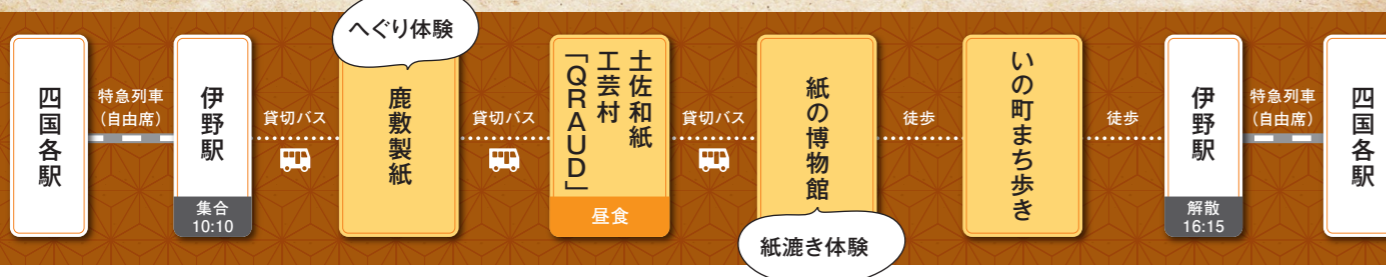 四国各駅
特急列車
（自由席）
伊野駅
集合
10:10
貸切バス
へぐり体験
鹿敷製紙
貸切バス
土佐和紙
工芸村
「QRAUD」
昼食
貸切バス
紙の博物館
紙漉き体験
徒歩
いの町まち歩き
徒歩
伊野駅
解散
16:15
特急列車
（自由席）
四国各駅